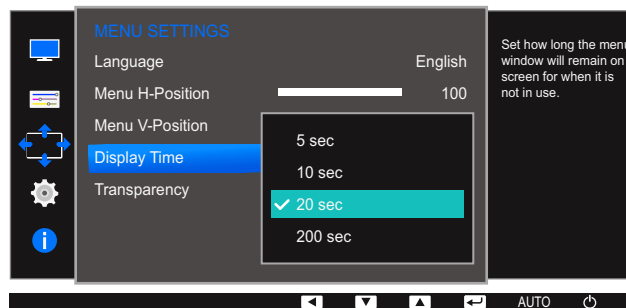 MENU SETTINGS
Language English
Menu H-Position 100
Menu V-Position
Display Time
Transparency
5 sec
10 sec
20 sec
200 sec
Set how long the menu
window will remain on
screen for when it is
not in use.
AUTO